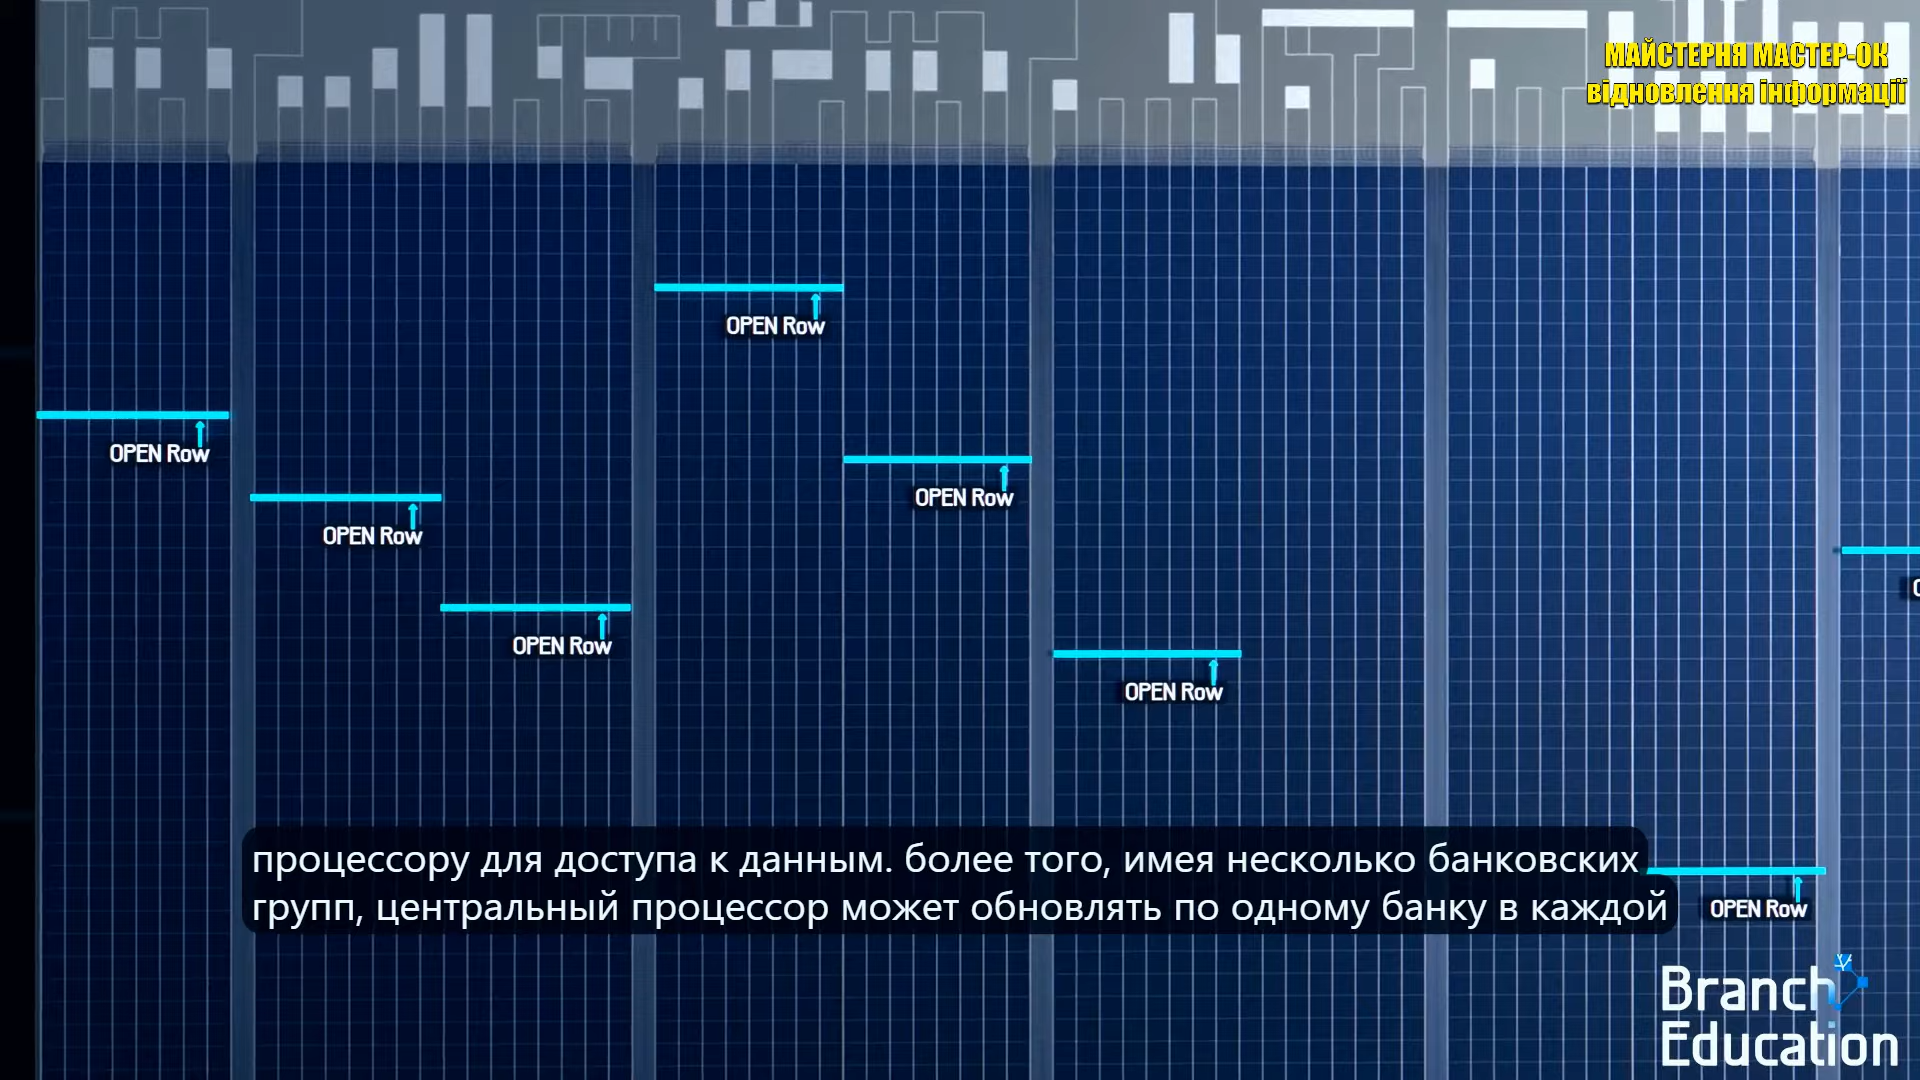 МАЙСТЕРНЯ МАСТЕР-ОК
відновлення інформації
OPEN Row
OPEN Row
OPEN Row
OPEN Row
OPEN Row
OPEN Row
процессору для доступа к данным. более того, имея несколько банковских
групп, центральный процессор может обновлять по одному банку в каждой
OPEN Row
Branch
Education